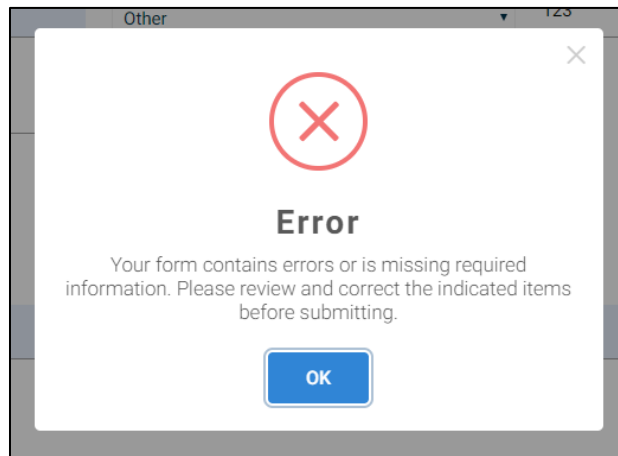 Other 123
Error
Your form contains errors or is missing required
information. Please review and correct the indicated items
before submitting.
OK